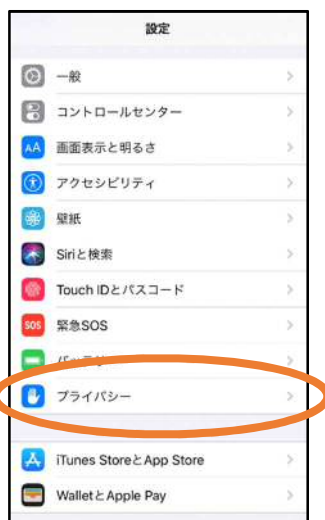 設定
一般
コントロールセンター
AA 画面表示と明るさ
アクセシビリティ
壁紙
Siriと検索
Touch IDとパスコード
SOS 緊急SOS
プライバシー
iTunes StoreとApp Store
WalletとApple Pay